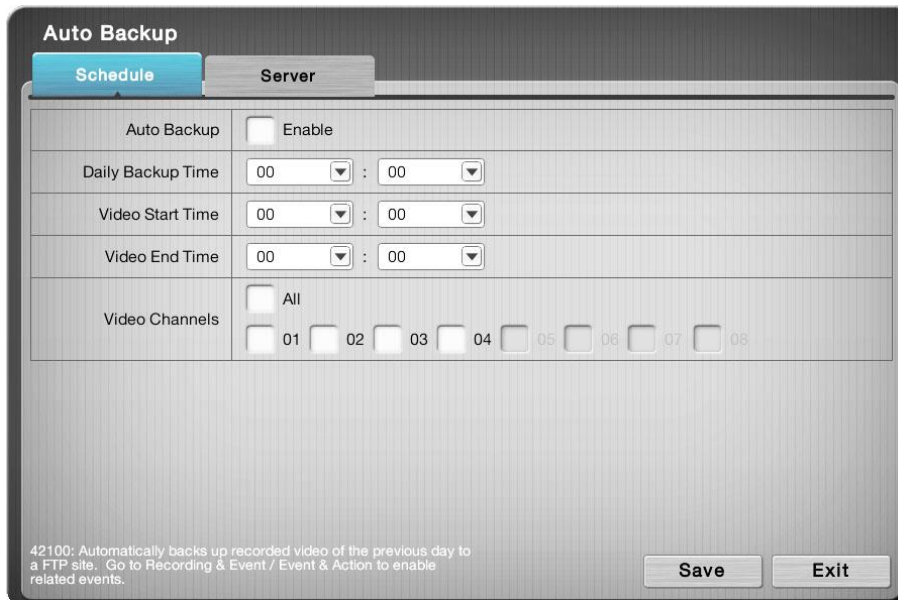 Auto Backup
Schedule Server
Auto Backup Enable
Daily Backup Time 00 : 00
Video Start Time 00 : 00
Video End Time 00 : 00
Video Channels All
01 02 03 04 05 06 07 08
42100: Automatically backs up recorded video of the previous day to
a FTP site. Go to Recording & Event / Event & Action to enable
related events.
Save Exit